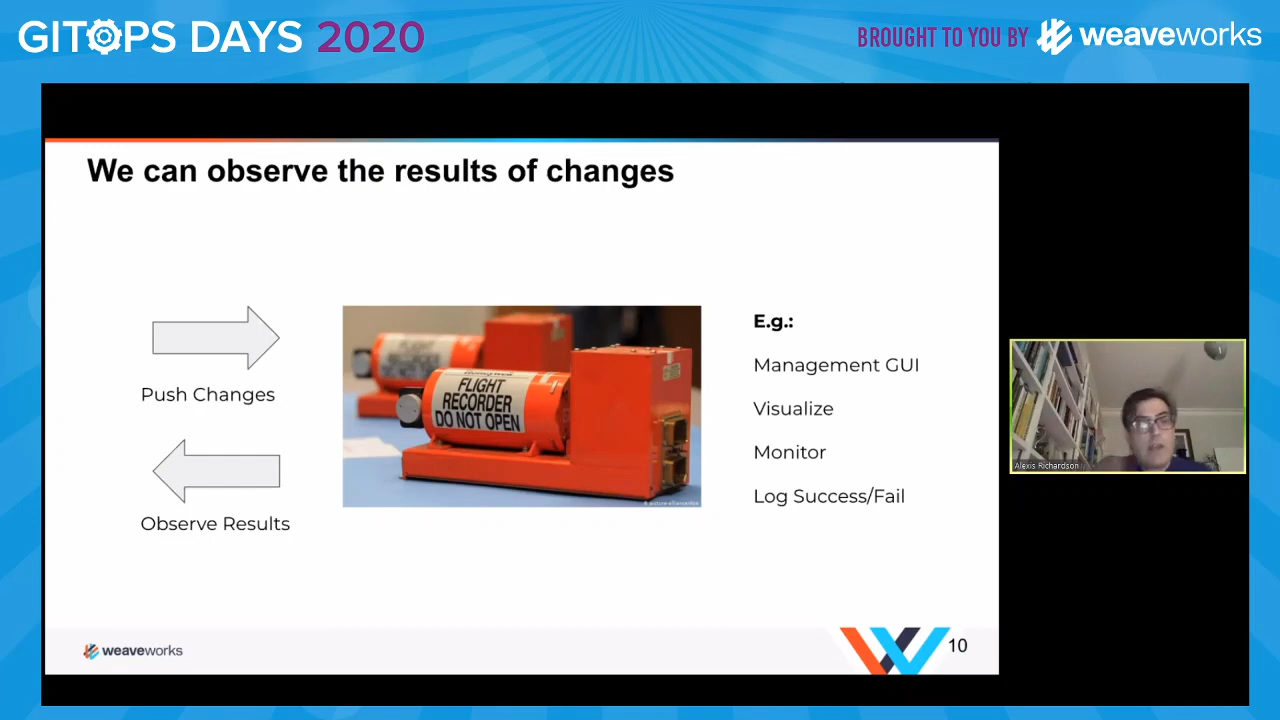 GITOPS DAYS 2020
BROUGHT TO YOU BY weaveworks
We can observe the results of changes
Push Changes
Observe Results
FLIGHT
RECORDER
DO NOT OPEN
FLIGHT
E.g.:
Management GUI
Visualize
Monitor
Log Success/Fail
Alexis Richardson
weaveworks
10